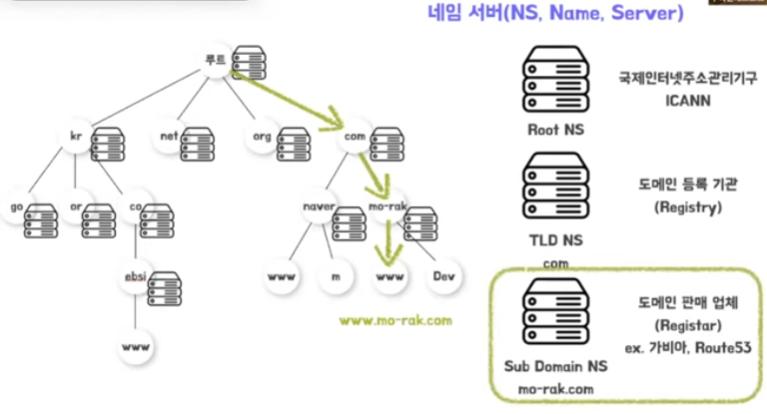 네임 서버(NS, Name, Server)
루트
kr
net
org
com
go
or
co
naver
mo-rak
ebsi
www
m
www
Dev
www
www.mo-rak.com
Root NS
국제인터넷주소관리기구
ICANN
TLD NS
com
도메인 등록 기관
(Registry)
Sub Domain NS
mo-rak.com
도메인 판매 업체
(Registar)
ex. 가비아, Route53